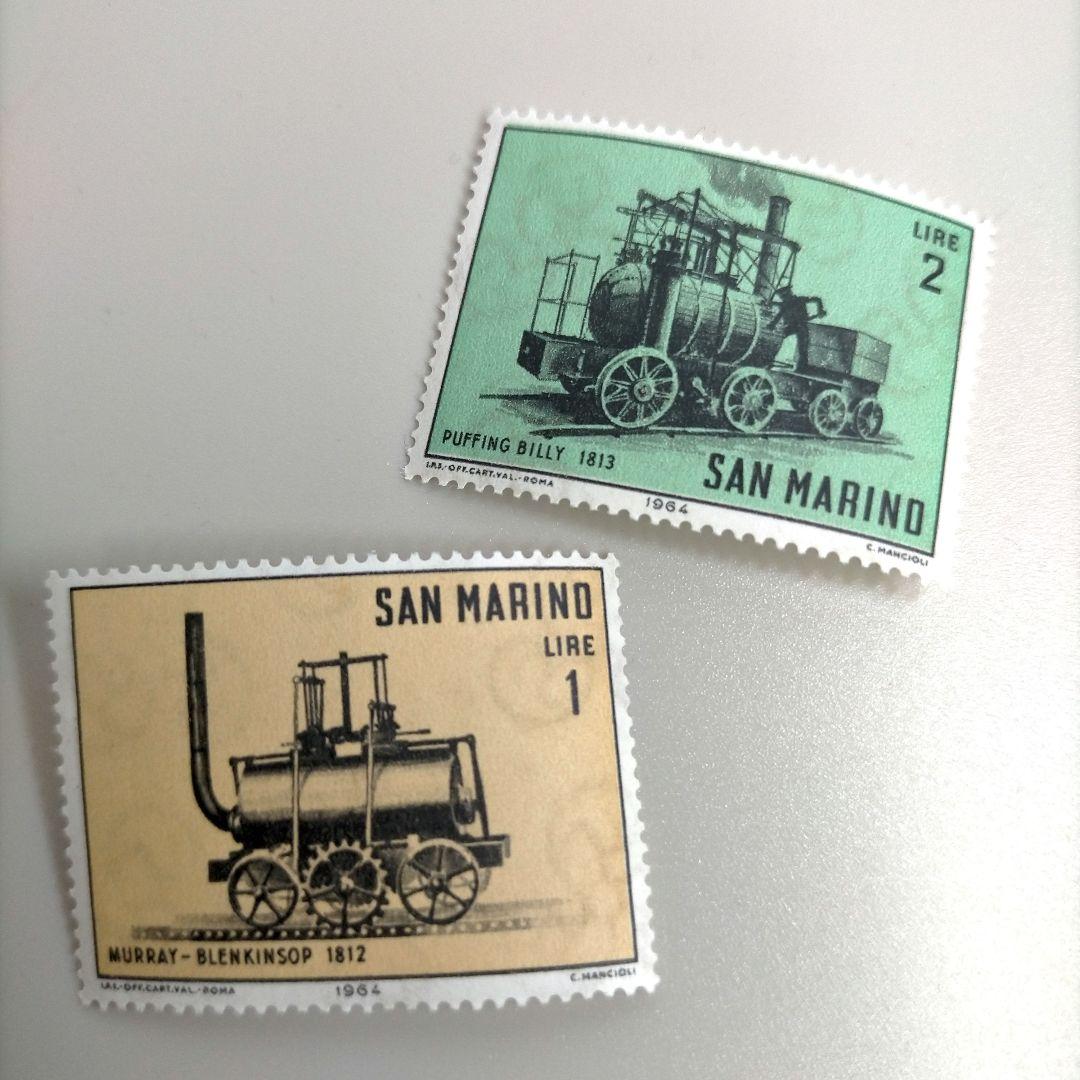 LIRE
2
PUFFING BILLY 1813
SAN MARINO
I.P.S.-OFF.CART.VAL.-ROMA
1964
C. MANCIOLI
SAN MARINO
LIRE
1
MURRAY-BLENKINSOP 1812
I.P.S.-OFF.CART.VAL.-ROMA
1964
C. MANCIOLI